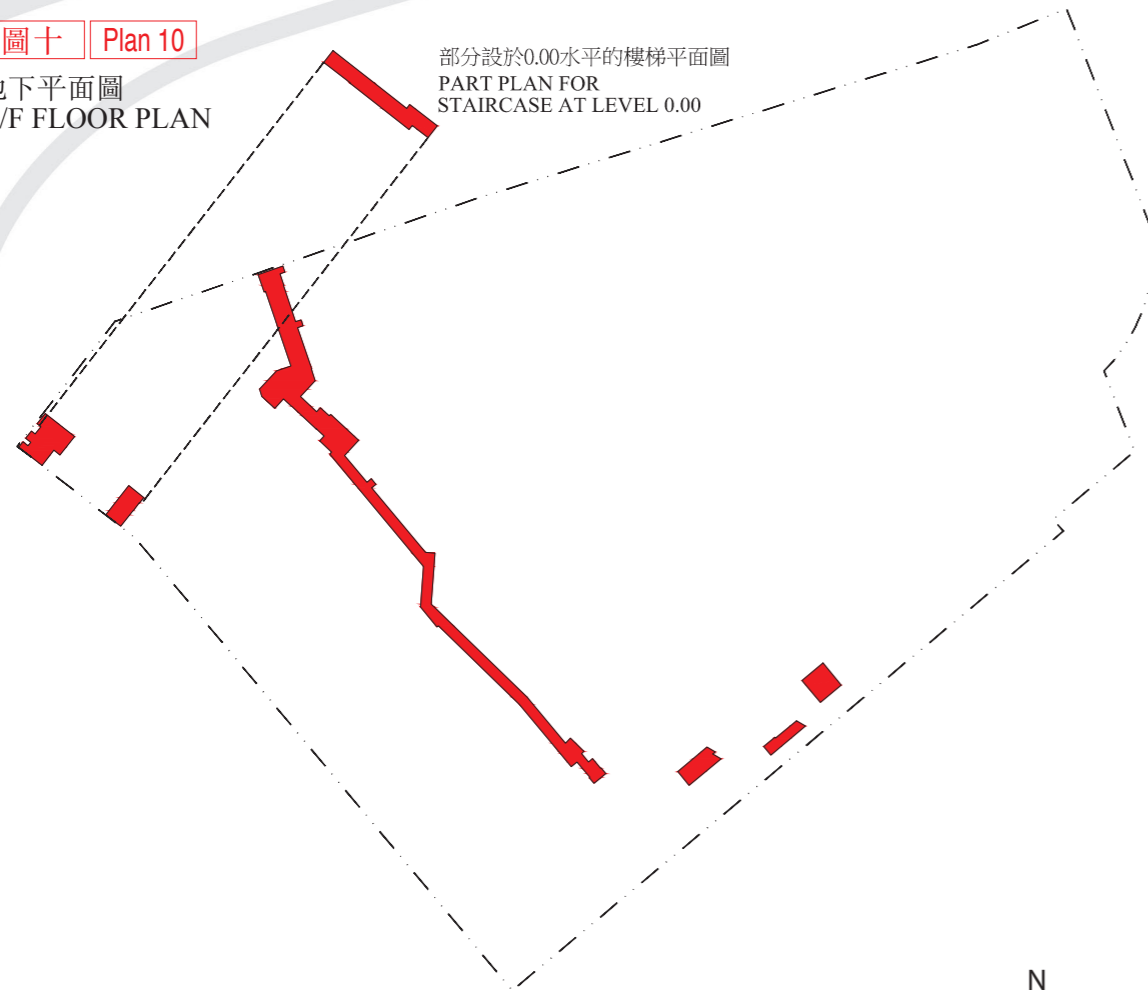 圖十 Plan 10
地下平面圖
/F FLOOR PLAN
部分設於0.00水平的樓梯平面圖
PART PLAN FOR
STAIRCASE AT LEVEL 0.00
N